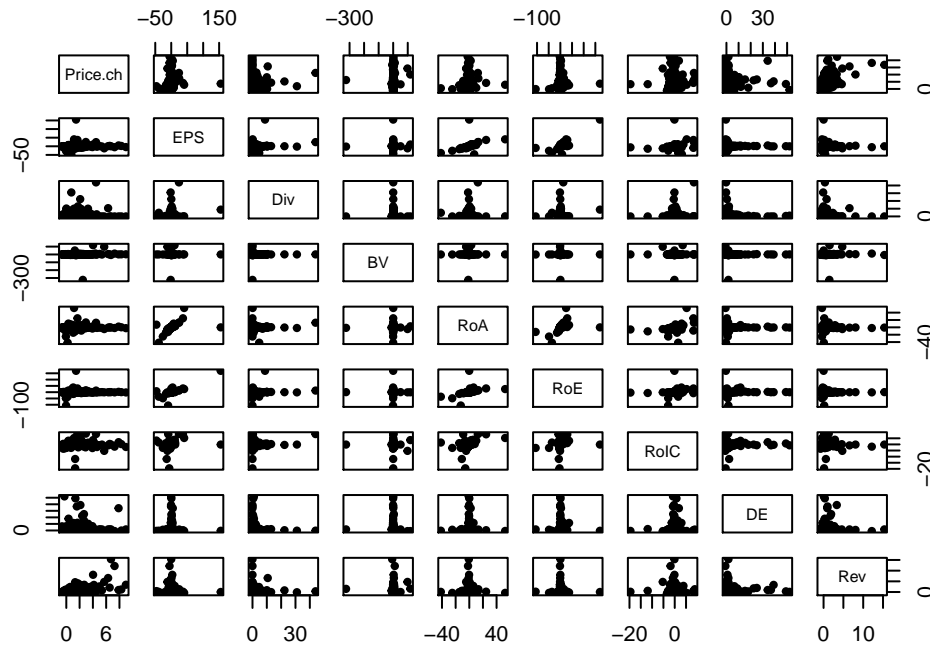 −50 150 −300 −100 0 30
Price.ch 0
−50 EPS
Div 0
−300 BV
RoA −40
−100 RoE
RoIC −20
0 DE
Rev 0
0 6 0 30 −40 40 −20 0 0 10